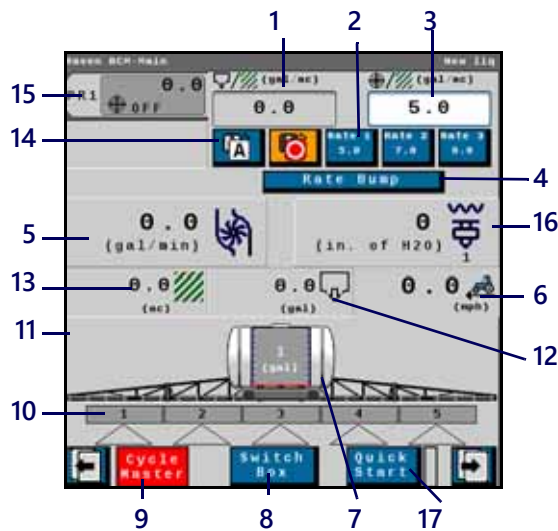 1
2
3
Raven RCM-Main
New liq
(gal/ac)
(gal/ac)
15
PR1
0.0
OFF
0.0
5.0
14
A
Rate 1
5.0
Rate 2
7.0
Rate 3
Rate Bump
4
5
0.0
(gal/min)
0
(in. of H2O)
1
16
13
0.0
(ac)
0.0
(gal)
0.0
(mph)
6
12
11
1
(gal)
10
1
2
3
4
5
Cycle Master
Switch Box
Quick Start
9
8
7
17